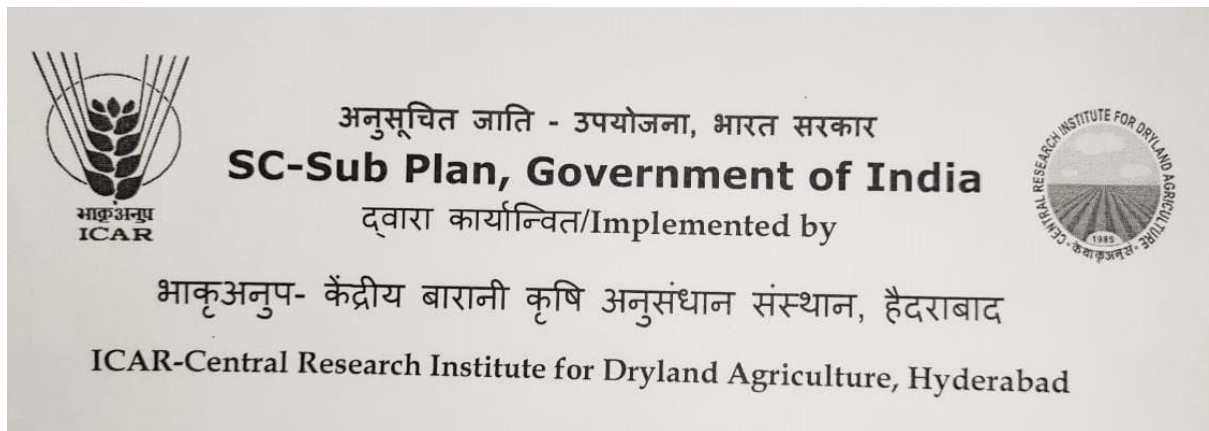 भाकृअनुप
ICAR
अनुसूचित जाति - उपयोजना, भारत सरकार
SC-Sub Plan, Government of India
द्वारा कार्यान्वित/Implemented by
CENTRAL RESEARCH INSTITUTE FOR DRYLAND AGRICULTURE
1985
केबाकृअनुसं
भाकृअनुप- केंद्रीय बारानी कृषि अनुसंधान संस्थान, हैदराबाद
ICAR-Central Research Institute for Dryland Agriculture, Hyderabad